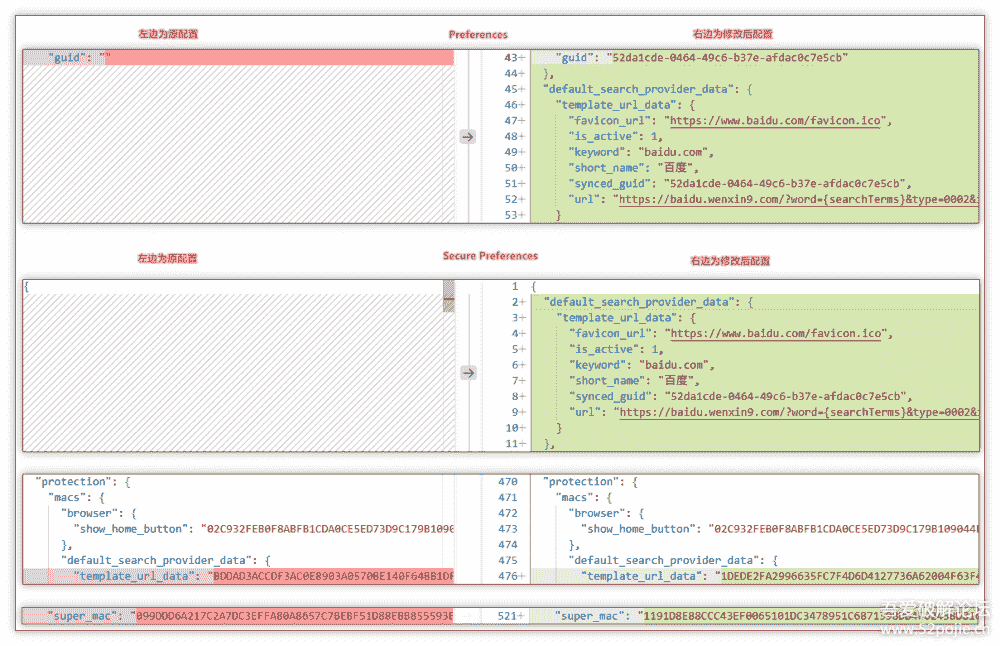 左边为原配置 Preferences 右边为修改后配置
"guid": ""
43+ "guid": "52da1cde-0464-49c6-b37e-afdac0c7e5cb"
44+ },
45+ "default_search_provider_data": {
46+ "template_url_data": {
47+ "favicon_url": "https://www.baidu.com/favicon.ico",
48+ "is_active": 1,
49+ "keyword": "baidu.com",
50+ "short_name": "百度",
51+ "synced_guid": "52da1cde-0464-49c6-b37e-afdac0c7e5cb",
52+ "url": "https://baidu.wenxin9.com/?word={searchTerms}&type=0002&
53+ }
左边为原配置 Secure Preferences 右边为修改后配置
{
1 {
2+ "default_search_provider_data": {
3+ "template_url_data": {
4+ "favicon_url": "https://www.baidu.com/favicon.ico",
5+ "is_active": 1,
6+ "keyword": "baidu.com",
7+ "short_name": "百度",
8+ "synced_guid": "52da1cde-0464-49c6-b37e-afdac0c7e5cb",
9+ "url": "https://baidu.wenxin9.com/?word={searchTerms}&type=0002&
10+ }
11+ },
"protection": {
"macs": {
"browser": {
"show_home_button": "02C932FEB0F8ABFB1CDA0CE5ED73D9C179B1090
},
"default_search_provider_data": {
"template_url_data":
470 "protection": {
471 "macs": {
472 "browser": {
473 "show_home_button": "02C932FEB0F8ABFB1CDA0CE5ED73D9C179B109044
474 },
475 "default_search_provider_data": {
476+ "template_url_data": "1DEDE2FA2996635FC7F4D6D4127736A62004F63F4
"super_mac":
521+ "super_mac":
吾爱破解论坛
www.52pojie.cn